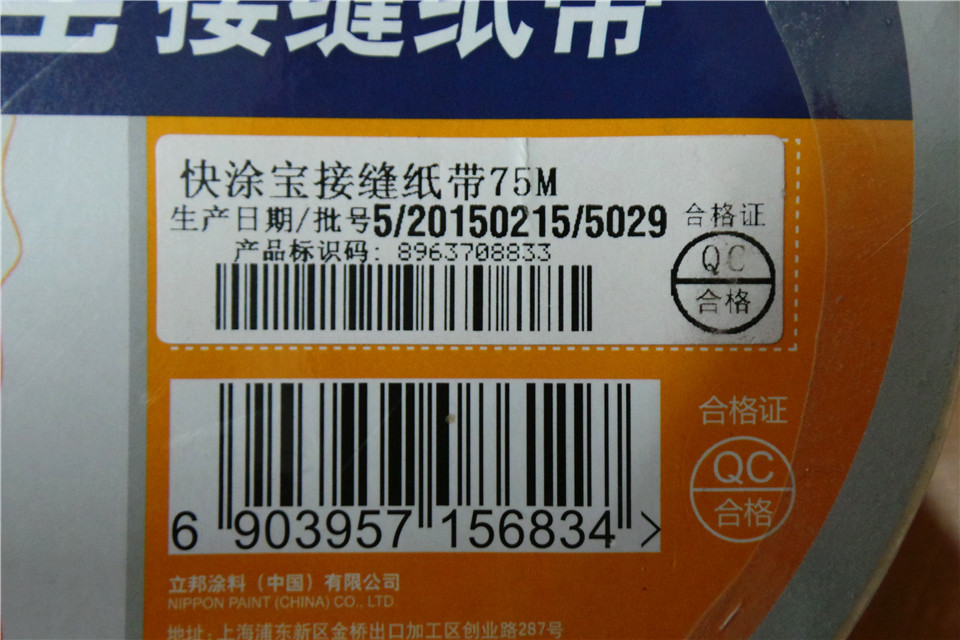 宝接缝纸带
快涂宝接缝纸带75M
生产日期/批号5/20150215/5029
合格证
产品标识码: 8963708833
QC
合格
6 903957 156834 >
合格证
QC
合格
立邦涂料（中国）有限公司
NIPPON PAINT (CHINA) CO., LTD.
地址: 上海浦东新区金桥出口加工区创业路287号